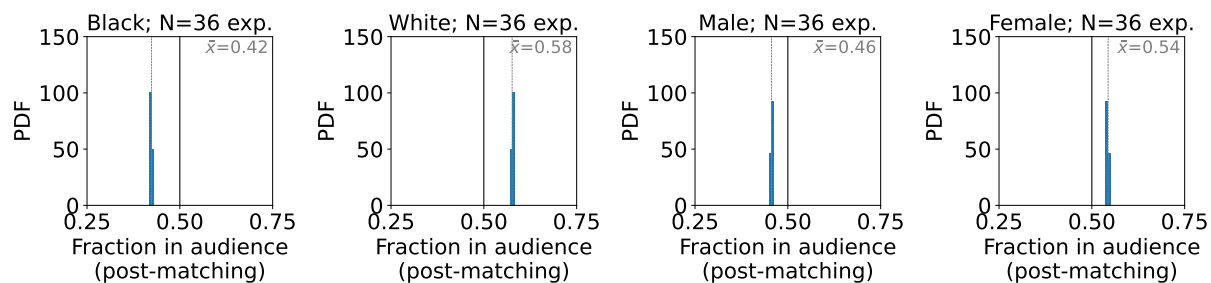 Black; N=36 exp.
150
100
50
0
PDF
x̄=0.42
0.25
0.50
0.75
Fraction in audience
(post-matching)
White; N=36 exp.
150
100
50
0
PDF
x̄=0.58
0.25
0.50
0.75
Fraction in audience
(post-matching)
Male; N=36 exp.
150
100
50
0
PDF
x̄=0.46
0.25
0.50
0.75
Fraction in audience
(post-matching)
Female; N=36 exp.
150
100
50
0
PDF
x̄=0.54
0.25
0.50
0.75
Fraction in audience
(post-matching)